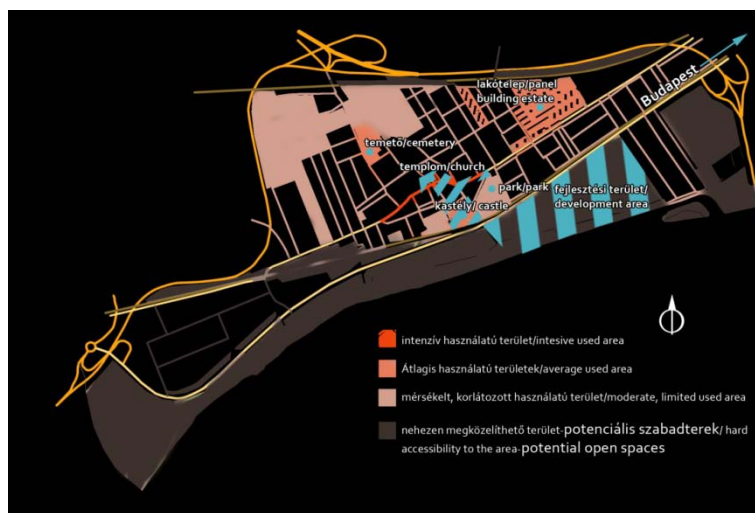 Budapest
lakótelep/panel
building estate
temető/cemetery
templom/church
park/park
kastély/ castle
fejlesztési terület/
development area
intenzív használatú terület/intesive used area
Átlagis használatú területek/average used area
mérsékelt, korlátozott használatú terület/moderate, limited used area
nehezen megközelíthető terület-potenciális szabadterek/ hard
accessibility to the area-potential open spaces